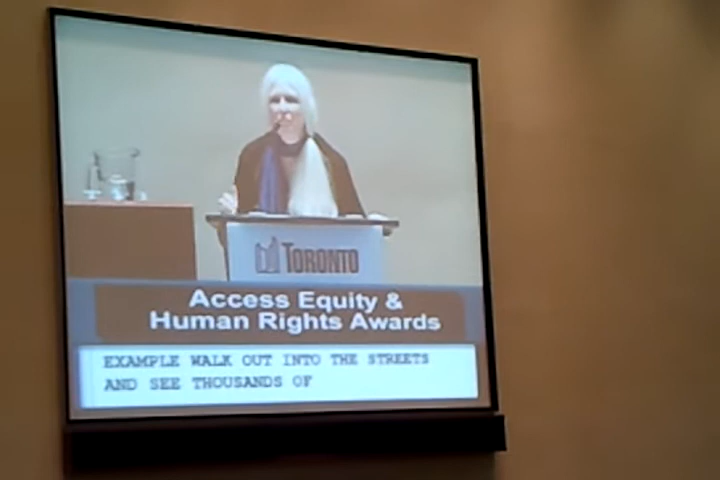 TORONTO
Access Equity &
Human Rights Awards
EXAMPLE WALK OUT INTO THE STREETS
AND SEE THOUSANDS OF